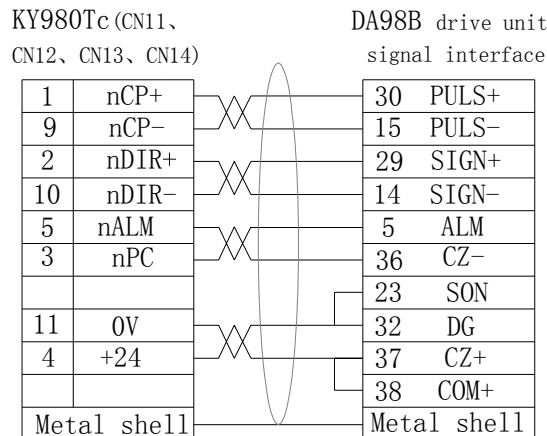 KY980Tc(CN11、
CN12、CN13、CN14)
DA98B drive unit
signal interface
1 nCP+
9 nCP-
2 nDIR+
10 nDIR-
5 nALM
3 nPC
11 0V
4 +24
Metal shell
30 PULS+
15 PULS-
29 SIGN+
14 SIGN-
5 ALM
36 CZ-
23 SON
32 DG
37 CZ+
38 COM+
Metal shell